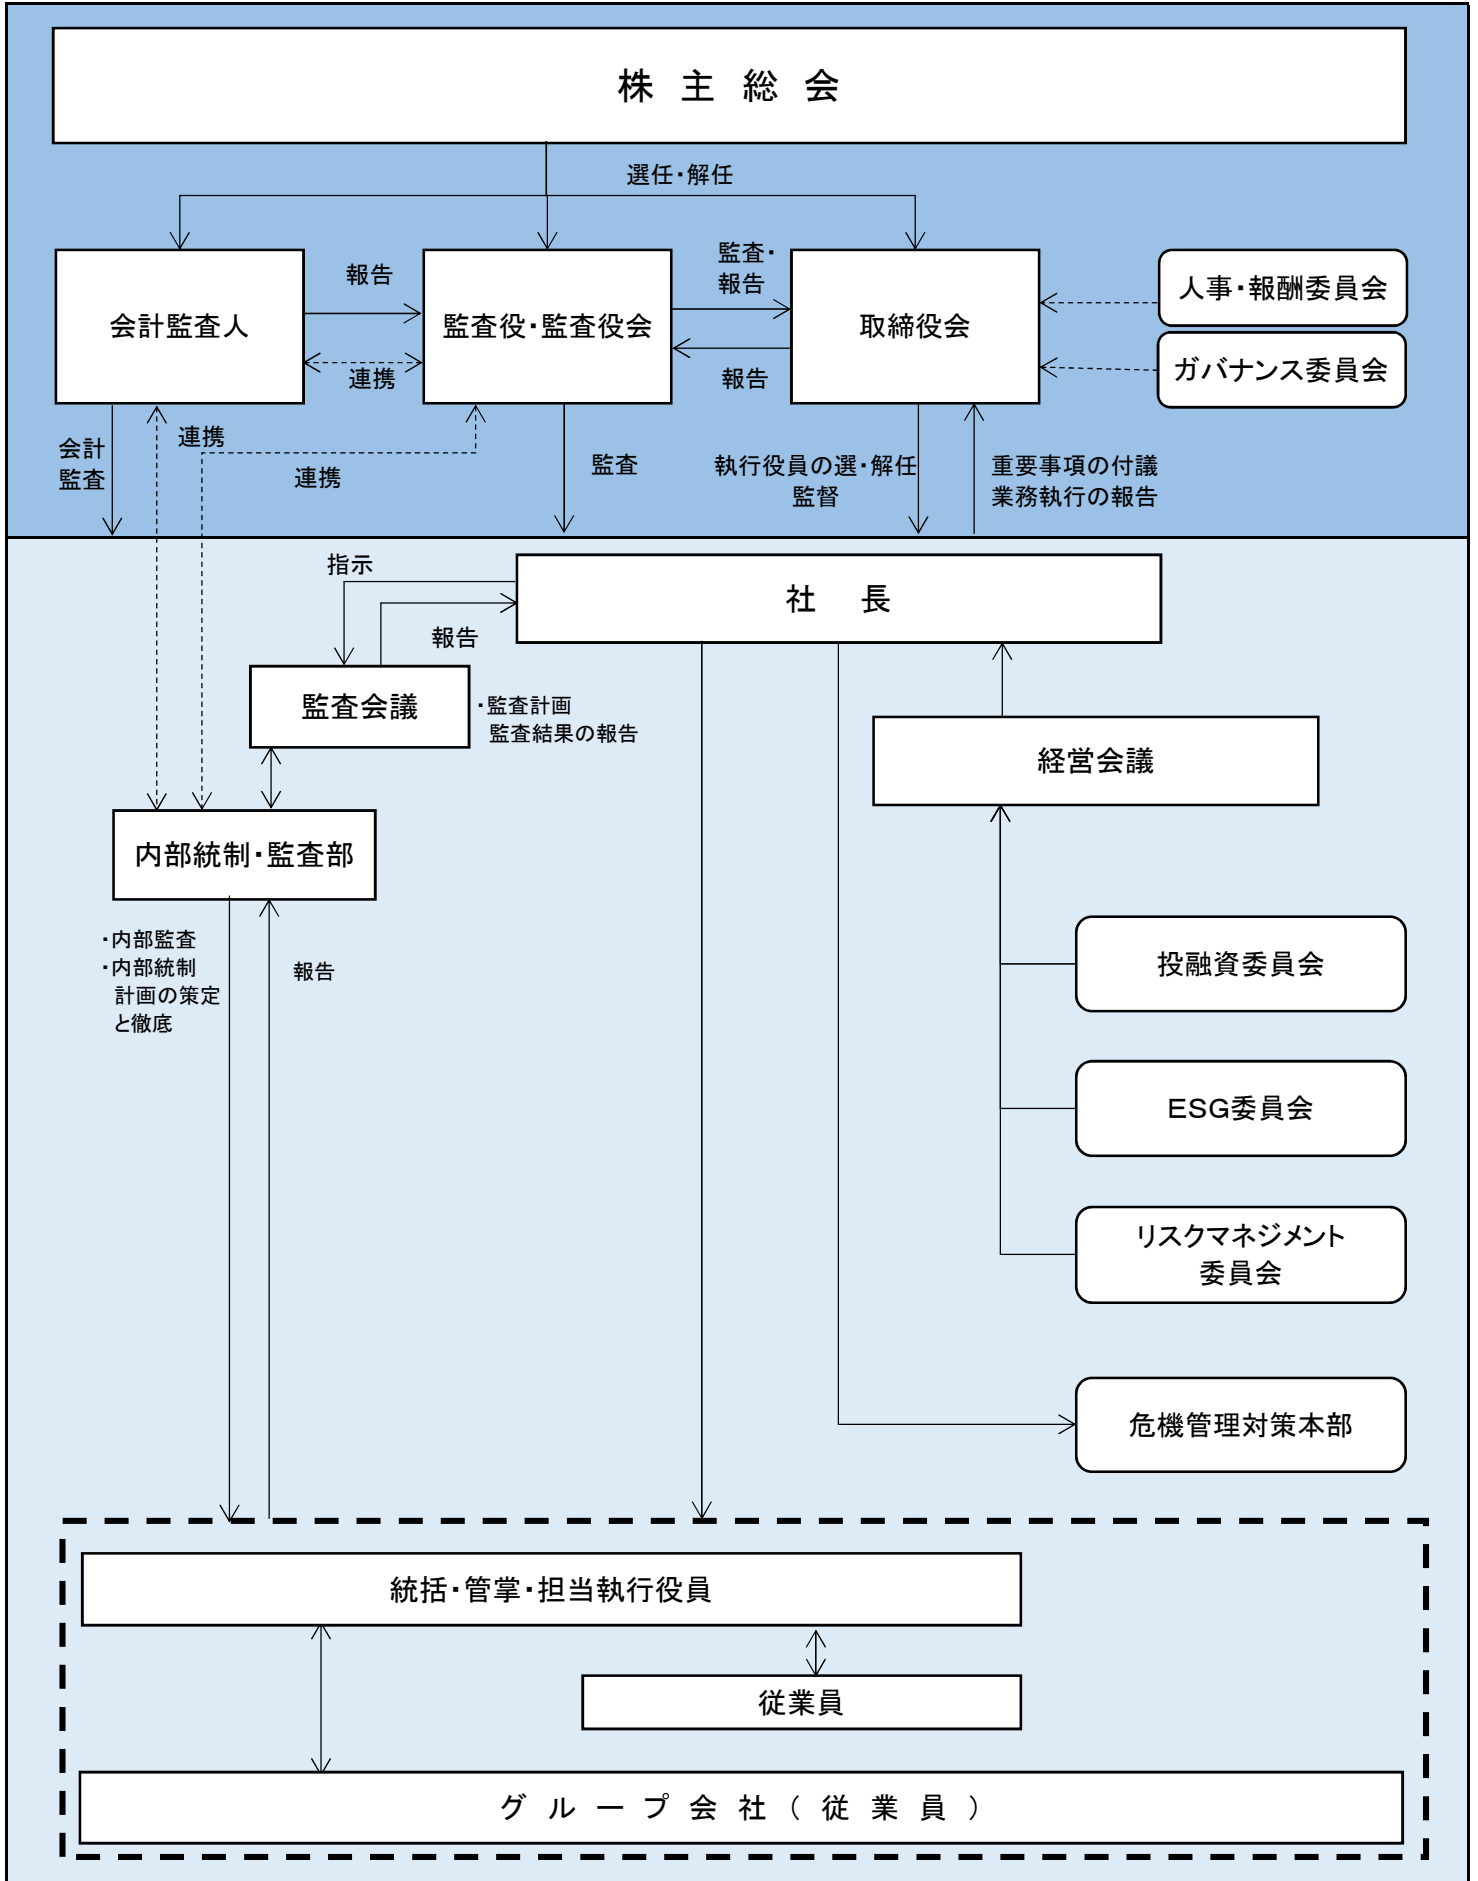 株主総会
選任・解任
会計監査人
報告
連携
監査役・監査役会
監査・
報告
報告
取締役会
人事・報酬委員会
ガバナンス委員会
会計
監査
連携
連携
監査
執行役員の選・解任
監督
重要事項の付議
業務執行の報告
指示
報告
社長
監査会議
・監査計画
監査結果の報告
経営会議
内部統制・監査部
・内部監査
・内部統制
計画の策定
と徹底
報告
投融資委員会
ESG委員会
リスクマネジメント
委員会
危機管理対策本部
統括・管掌・担当執行役員
従業員
グループ会社(従業員)